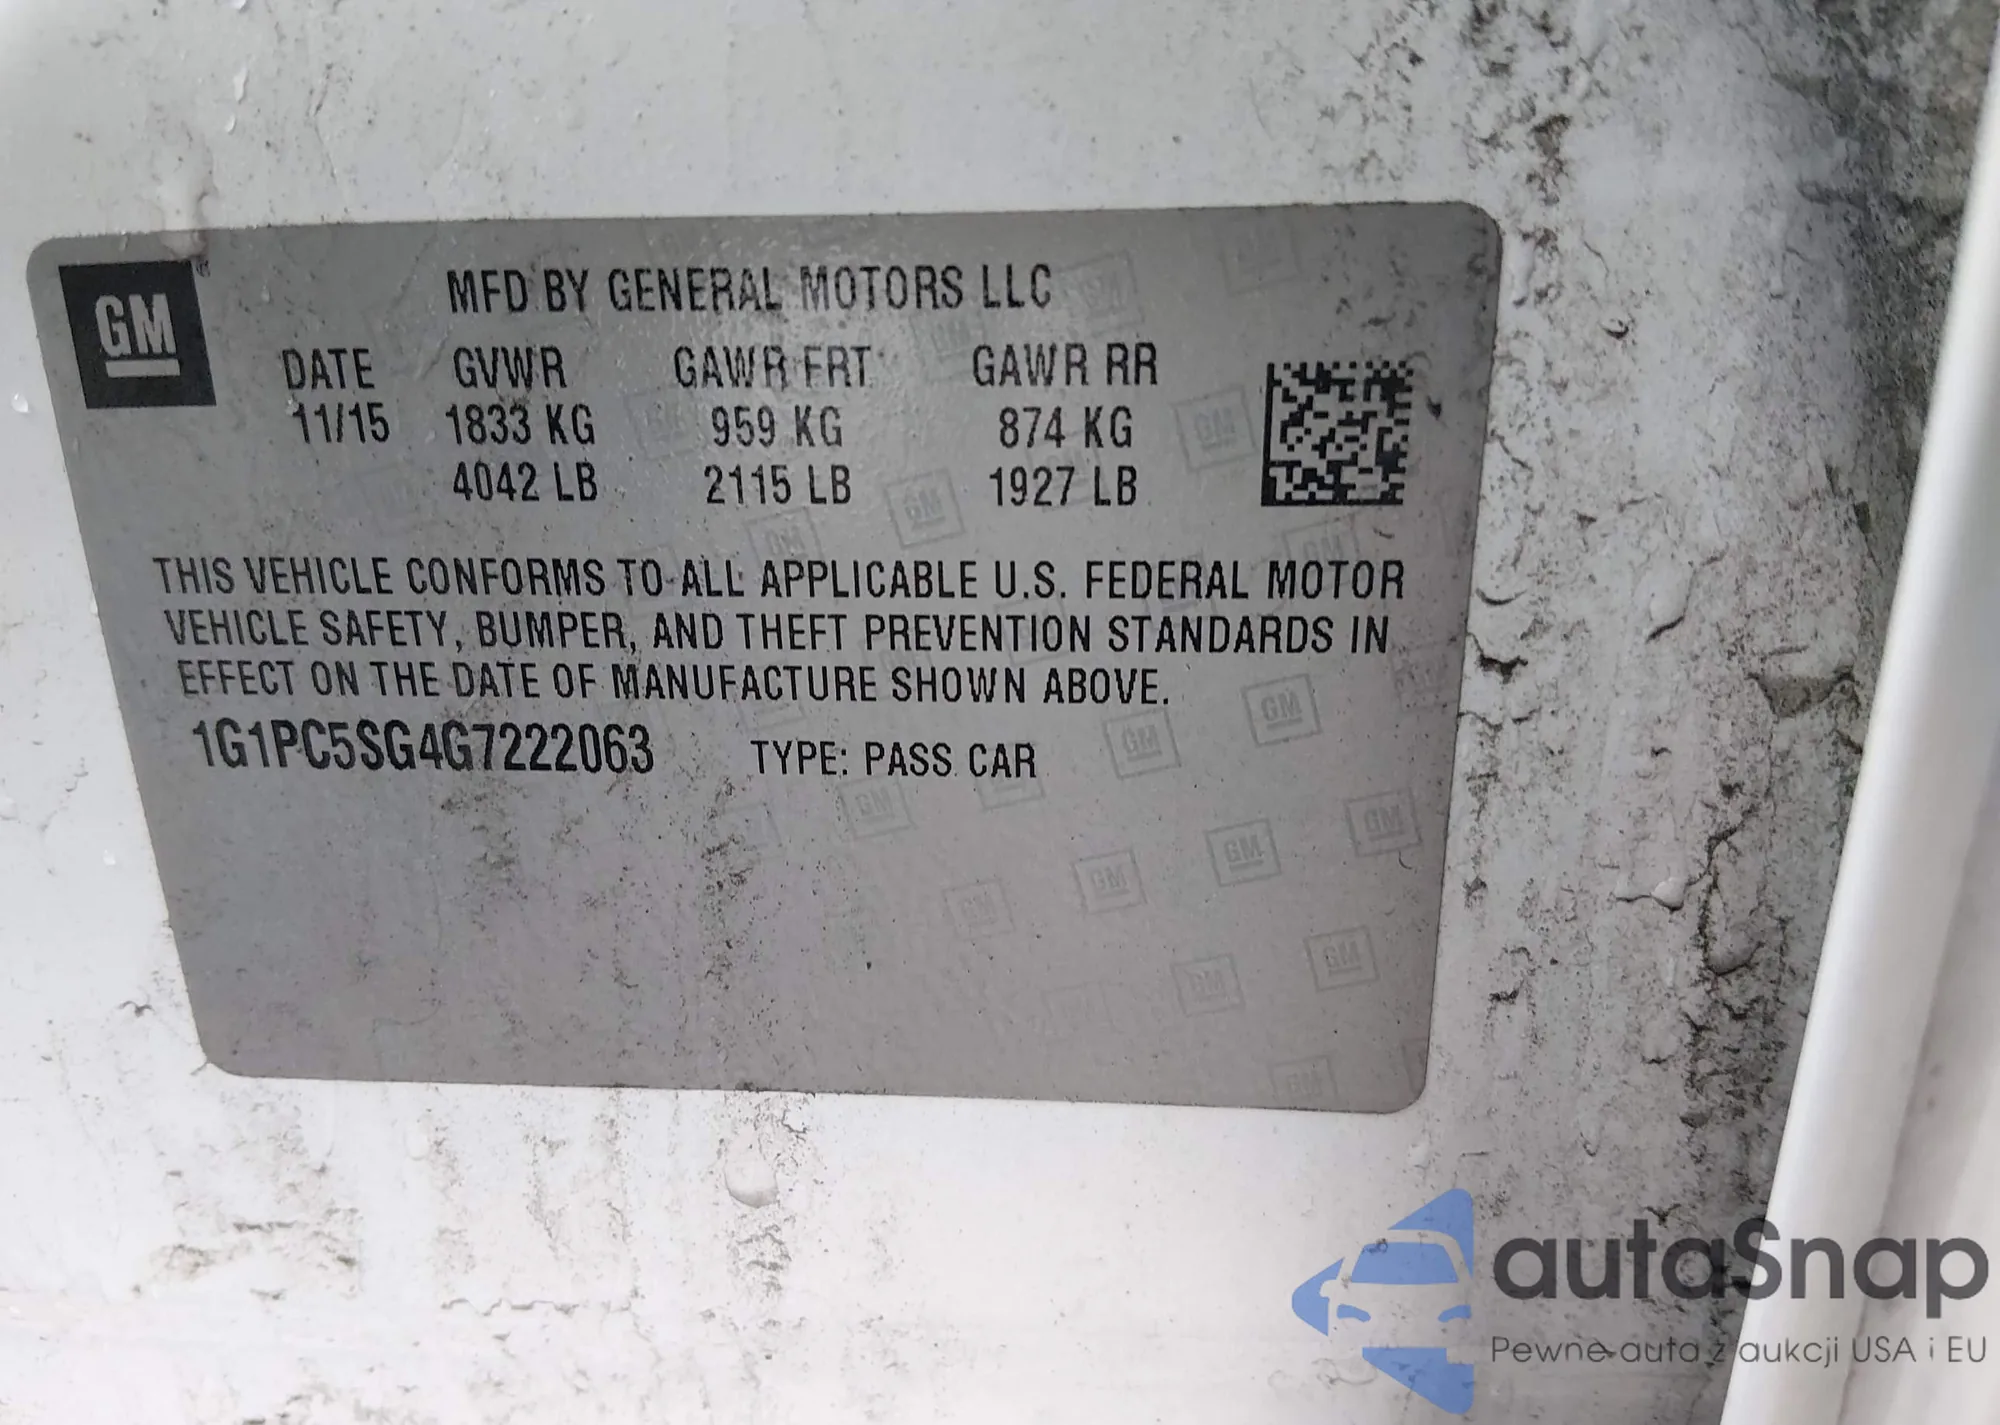 GM
MFD BY GENERAL MOTORS LLC
DATE GVWR GAWR FRT GAWR RR
11/15 1833 KG 959 KG 874 KG
4042 LB 2115 LB 1927 LB
THIS VEHICLE CONFORMS TO ALL APPLICABLE U.S. FEDERAL MOTOR
VEHICLE SAFETY, BUMPER, AND THEFT PREVENTION STANDARDS IN
EFFECT ON THE DATE OF MANUFACTURE SHOWN ABOVE.
1G1PC5SG4G7222063 TYPE: PASS CAR
autaSnap
Pewne auta z aukcji USA i EU